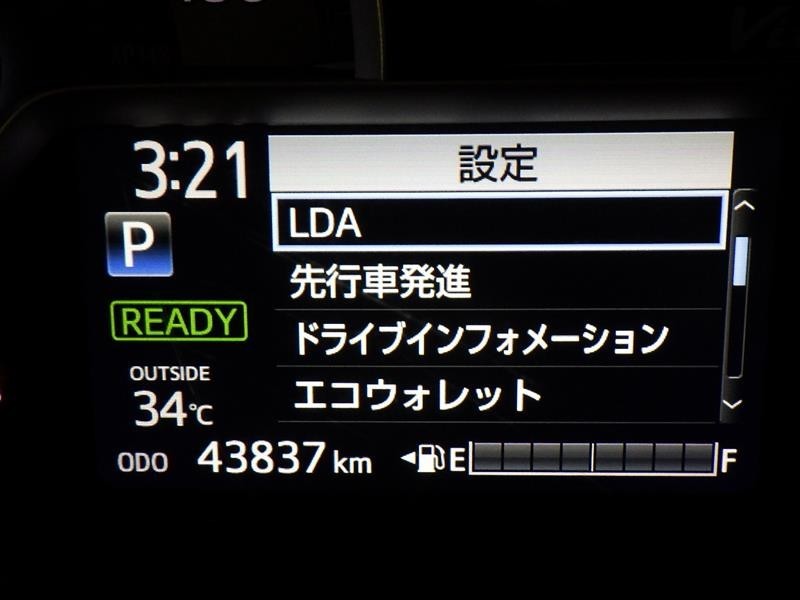 3:21
設定
P
LDA
先行車発進
READY
ドライブインフォメーション
OUTSIDE
34℃
エコウォレット
ODO 43837 km
E F